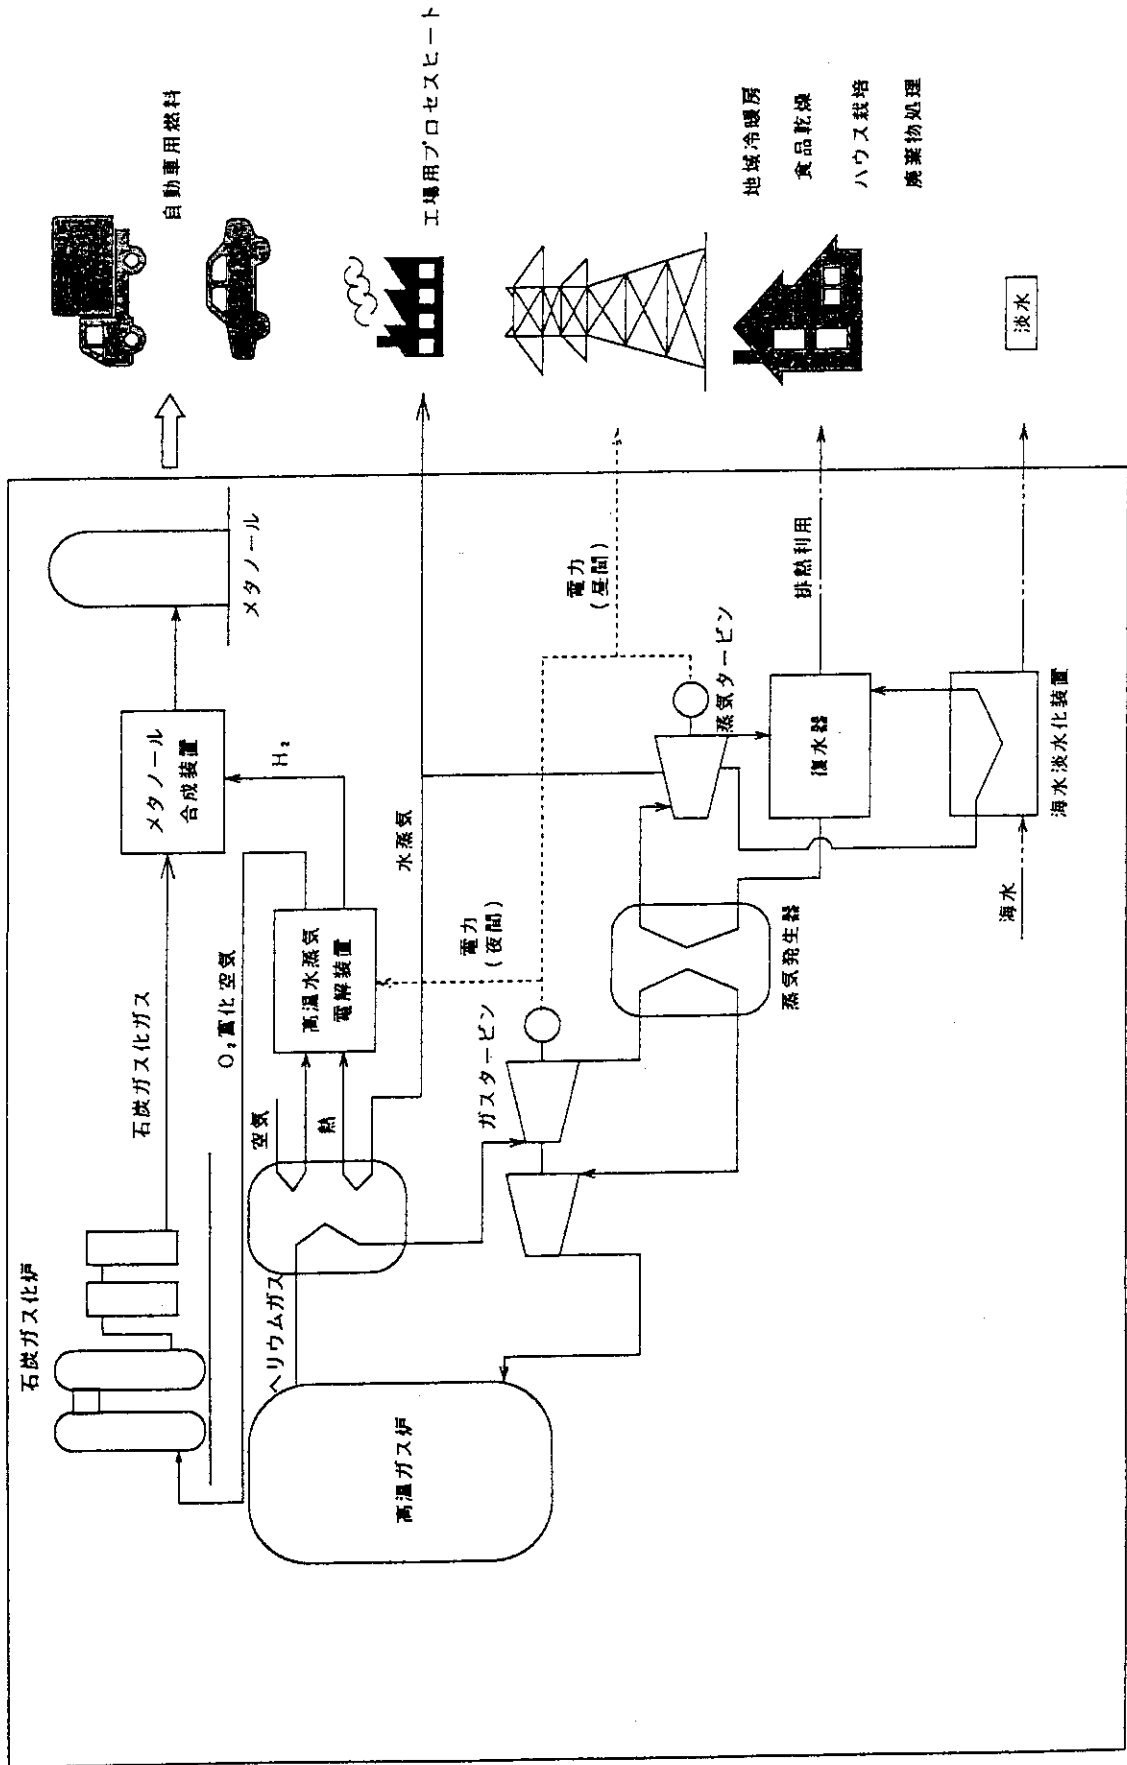 石炭ガス化炉
石炭ガス化ガス
メタノール
合成装置
メタノール
自動車用燃料
O₂富化空気
H₂
ヘリウムガス
空気
熱
高温水蒸気
電解装置
水蒸気
工場用プロセスヒート
高温ガス炉
ガスタービン
電力
(夜間)
電力
(昼間)
蒸気タービン
蒸気発生器
復水器
排熱利用
地域冷暖房
食品乾燥
ハウス栽培
廃棄物処理
海水
海水淡水化装置
淡水